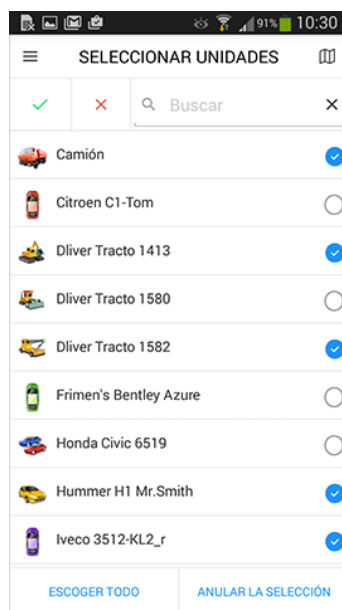 91% 10:30
SELECCIONAR UNIDADES
Buscar
Camión
Citroen C1-Tom
Dliver Tracto 1413
Dliver Tracto 1580
Dliver Tracto 1582
Frimen's Bentley Azure
Honda Civic 6519
Hummer H1 Mr.Smith
Iveco 3512-KL2_r
ESCOGER TODO ANULAR LA SELECCIÓN